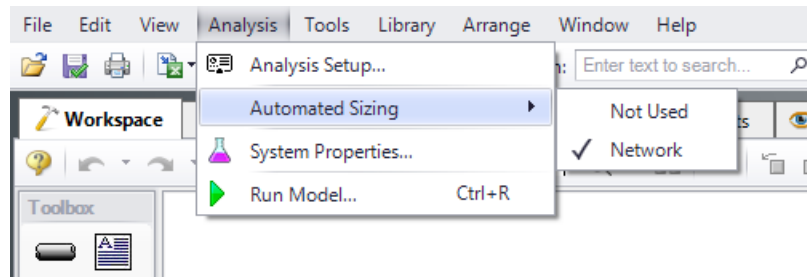 File Edit View Analysis Tools Library Arrange Window Help
Analysis Setup...
Enter text to search...
Workspace
Automated Sizing
Not Used
System Properties...
Network
Run Model... Ctrl+R
Toolbox
A